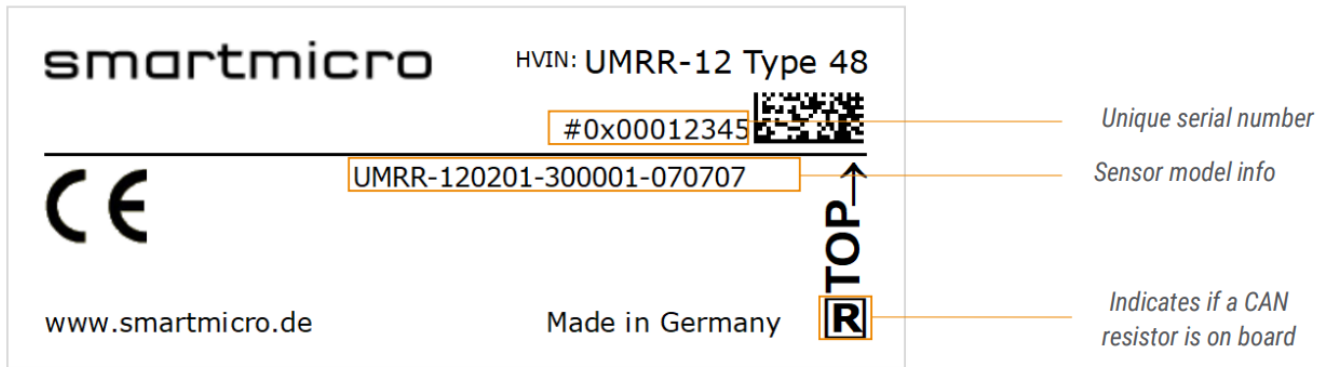 smartmicro
HVIN: UMRR-12 Type 48
#0x00012345
Unique serial number
UMRR-120201-300001-070707
Sensor model info
CE
TOP
www.smartmicro.de
Made in Germany
R
Indicates if a CAN
resistor is on board